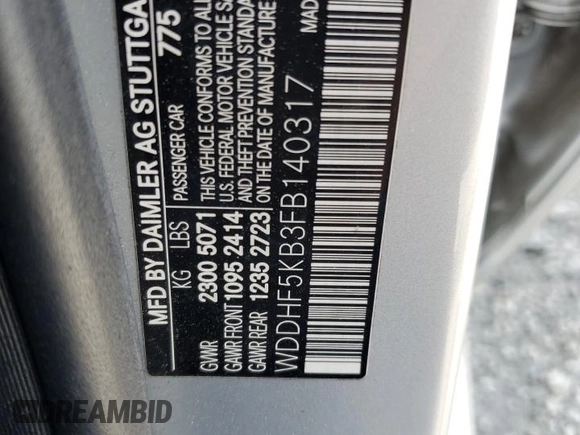 MFD BY DAIMLER AG STUTTGA
775
KG LBS PASSENGER CAR
GVWR 2300 5071
GAWR FRONT 1095 2414
GAWR REAR 1235 2723
THIS VEHICLE CONFORMS TO ALL
U.S. FEDERAL MOTOR VEHICLE SA
AND THEFT PREVENTION STANDA
ON THE DATE OF MANUFACTURE
WDDHF5KB3FB140317
MAD
DREAMBID